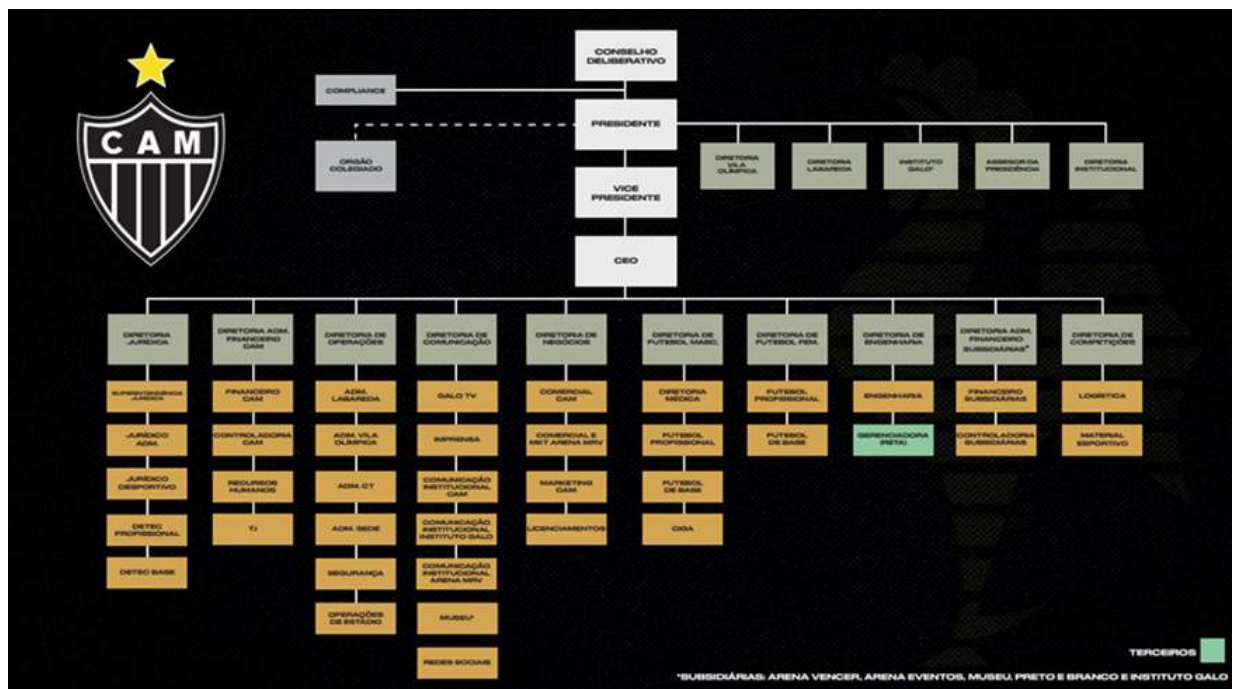 CAM
CONSELHO
DELIBERATIVO
COMPLIANCE
PRESIDENTE
ORGÃO
COLEGIADO
DIRETORIA
VILA
OLÍMPICA
DIRETORIA
LABAREDA
INSTITUTO
GALO*
ASSESSOR DA
PRESIDÊNCIA
DIRETORIA
INSTITUCIONAL
VICE
PRESIDENTE
CEO
DIRETORIA
JURÍDICA
DIRETORIA ADM.
FINANCEIRO
CAM
DIRETORIA DE
OPERAÇÕES
DIRETORIA DE
COMUNICAÇÃO
DIRETORIA DE
NEGÓCIOS
DIRETORIA DE
FUTEBOL MASC.
DIRETORIA DE
FUTEBOL FEM.
DIRETORIA DE
ENGENHARIA
DIRETORIA ADM.
FINANCEIRO
SUBSIDIÁRIAS*
DIRETORIA DE
COMPETIÇÕES
SUPERINTENDÊNCIA
JURÍDICA
JURÍDICO
ADM.
JURÍDICO
DESPORTIVO
DETEC
PROFISSIONAL
DETEC BASE
FINANCEIRO
CAM
CONTROLADORIA
CAM
RECURSOS
HUMANOS
ADM.
LABAREDA
ADM. VILA
OLÍMPICA
ADM. CT
ADM. SEDE
SEGURANÇA
OPERAÇÕES
DE ESTÁDIO
GALO TV
IMPRENSA
COMUNICAÇÃO
INSTITUCIONAL
CAM
COMUNICAÇÃO
INSTITUCIONAL
INSTITUTO GALO
COMUNICAÇÃO
INSTITUCIONAL
ARENA MRV
MUSEU*
REDES SOCIAIS
COMERCIAL
CAM
COMERCIAL E
MKT ARENA MRV
MARKETING
CAM
LICENCIAMENTOS
DIRETORIA
MÉDICA
FUTEBOL
PROFISSIONAL
FUTEBOL
DE BASE
CIGA
FUTEBOL
PROFISSIONAL
FUTEBOL
DE BASE
ENGENHARIA
GERENCIADORA
(RETA)
FINANCEIRO
SUBSIDIÁRIAS
CONTROLADORIA
SUBSIDIÁRIAS
LOGÍSTICA
MATERIAL
ESPORTIVO
TERCEIROS
*SUBSIDIÁRIAS: ARENA VENCER, ARENA EVENTOS, MUSEU, PRETO E BRANCO E INSTITUTO GALO